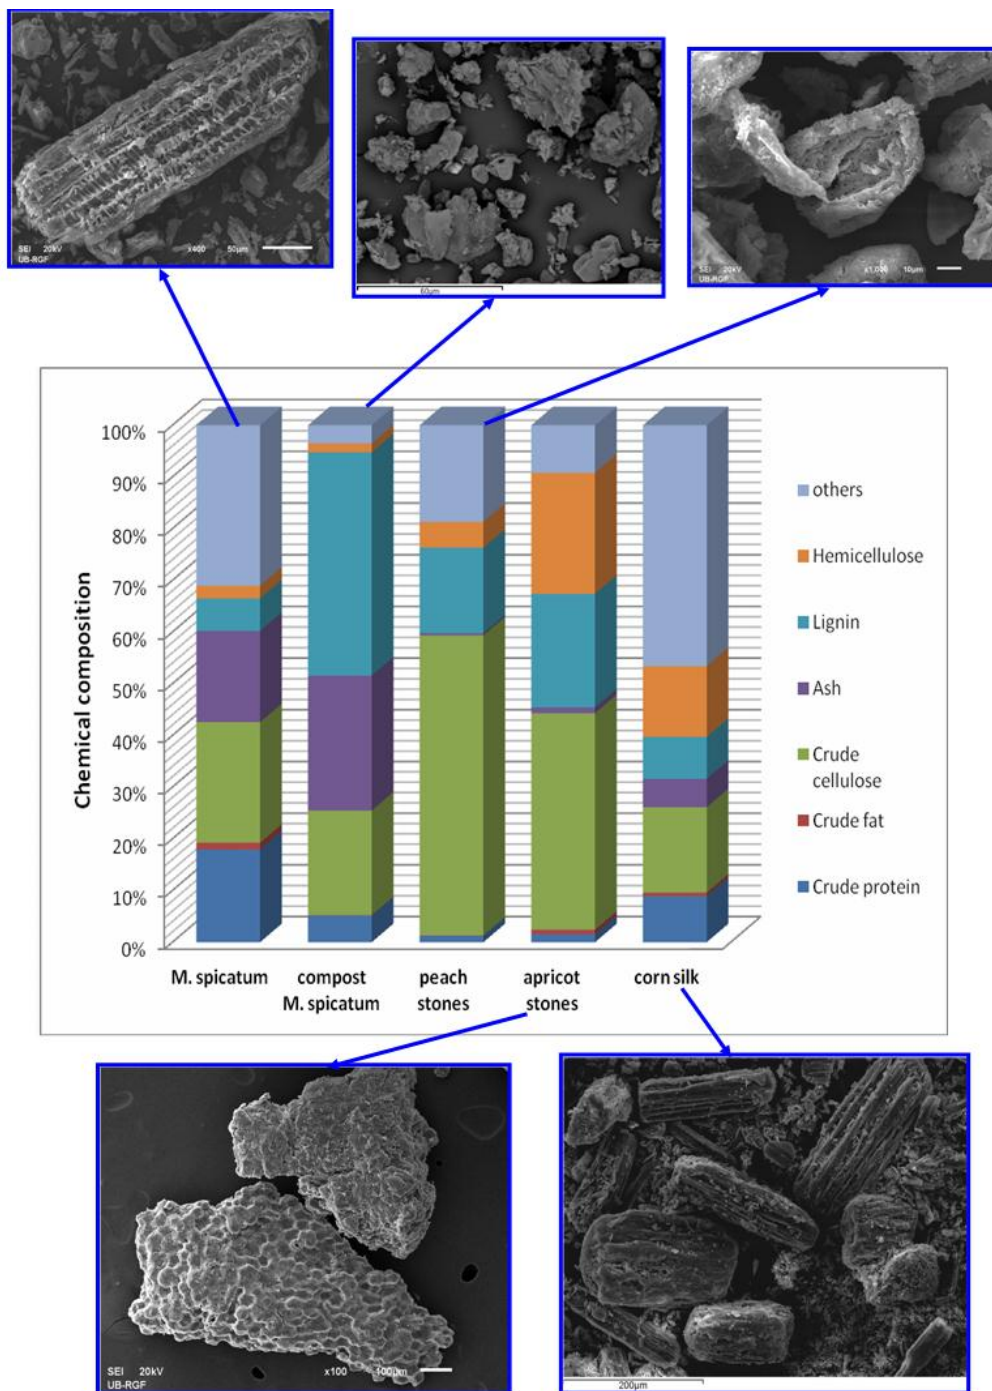 SEI 20kV x400 50µm
UB-RGF
60µm
SEI 20kV x1,000 10µm
UB-RGF
Chemical composition
100%
90%
80%
70%
60%
50%
40%
30%
20%
10%
0%
others
Hemicellulose
Lignin
Ash
Crude
cellulose
Crude fat
Crude protein
M. spicatum
compost
M. spicatum
peach
stones
apricot
stones
corn silk
SEI 20kV x100 100µm
UB-RGF
200µm